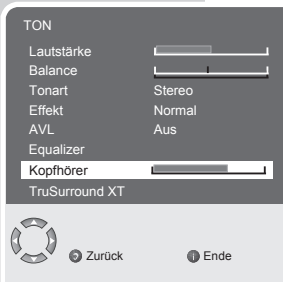 TON
Lautstärke
Balance
Tonart Stereo
Effekt Normal
AVL Aus
Equalizer
Kopfhörer
TruSurround XT
Zurück Ende